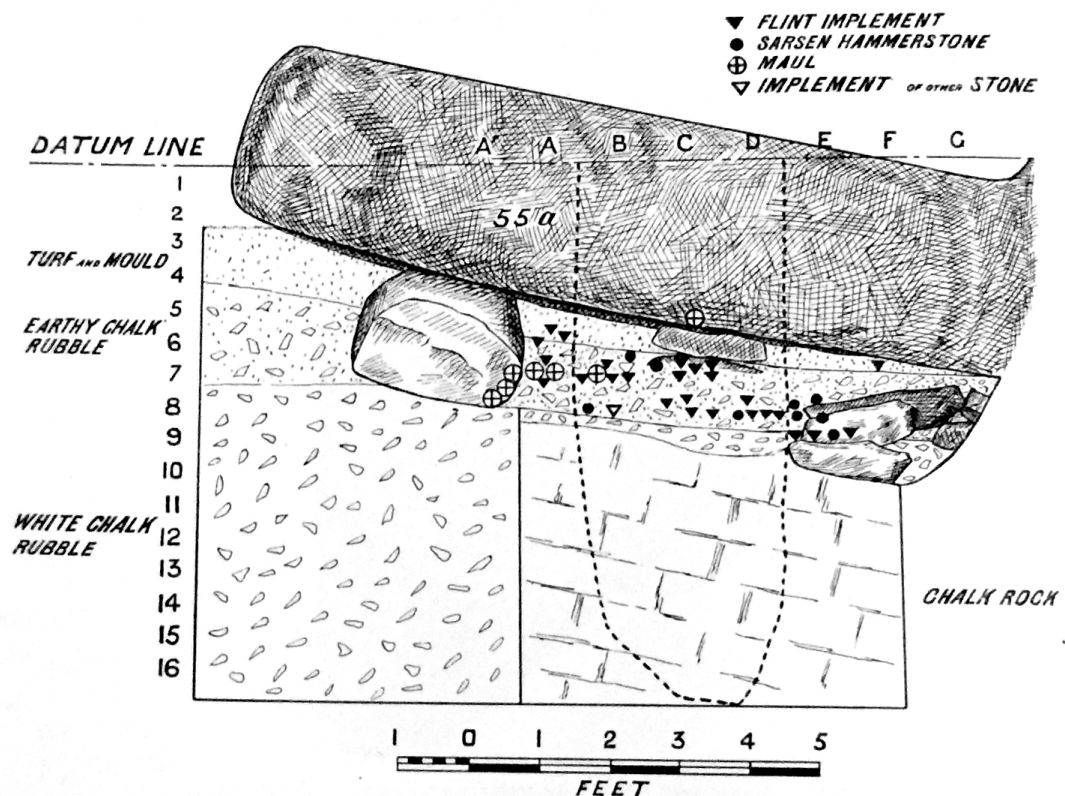 FLINT IMPLEMENT
SARSEN HAMMERSTONE
MAUL
IMPLEMENT OF OTHER STONE
DATUM LINE
A' A B C D E F G
55a
1
2
3
TURF AND MOULD
4
5
EARTHY CHALK
RUBBLE
6
7
8
9
10
11
WHITE CHALK
RUBBLE
12
13
14
15
16
CHALK ROCK
1 0 1 2 3 4 5
FEET